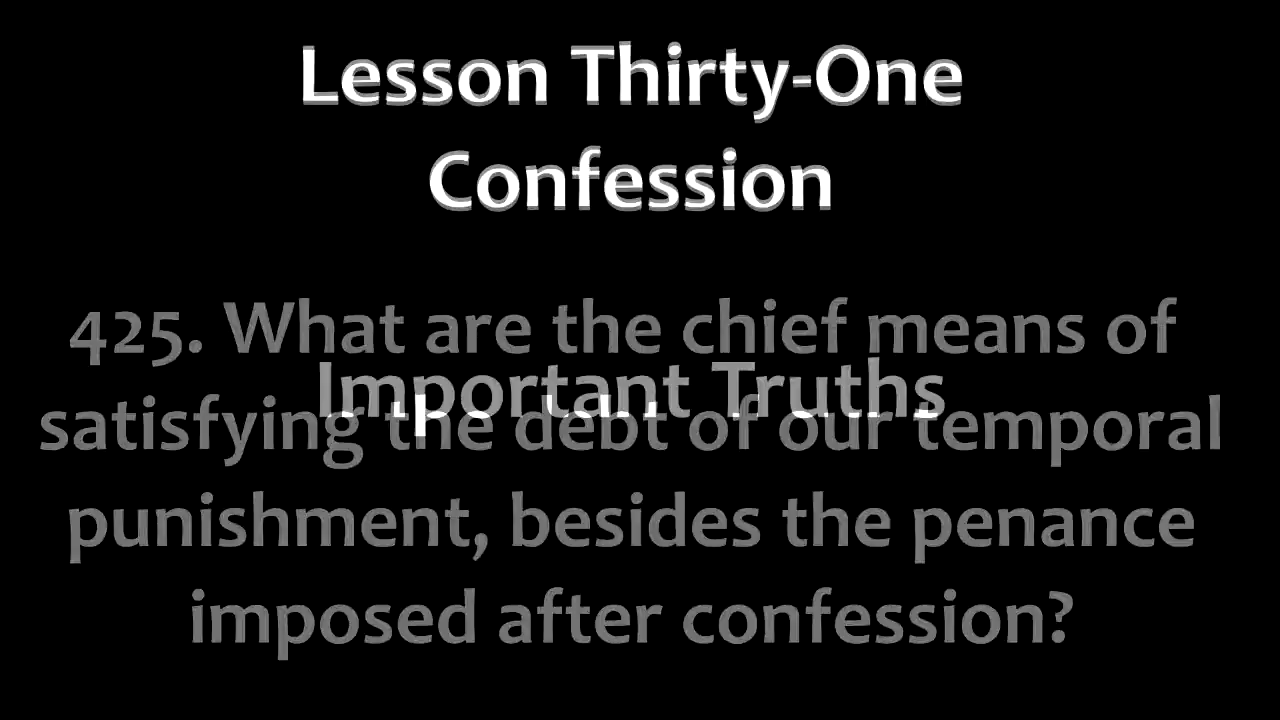 Lesson Thirty-One
Confession
425. What are the chief means of
Important Truths
satisfying the debt of our temporal
punishment, besides the penance
imposed after confession?